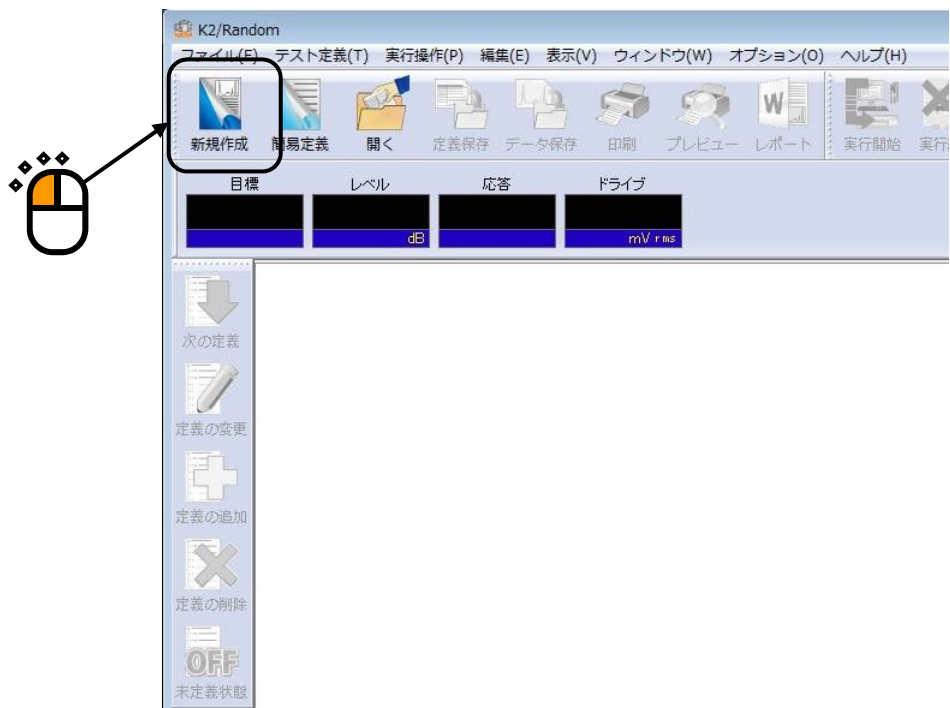 K2/Random
ファイル(F) テスト定義(T) 実行操作(P) 編集(E) 表示(V) ウィンドウ(W) オプション(O) ヘルプ(H)
新規作成 簡易定義 開く 定義保存 データ保存 印刷 プレビュー レポート 実行開始 実行
目標 レベル 応答 ドライブ
dB mV rms
次の定義
定義の変更
定義の追加
定義の削除
OFF
未定義状態